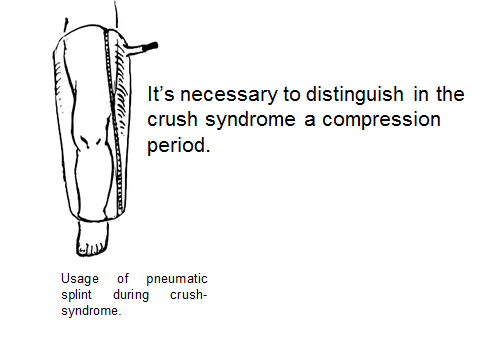 It’s necessary to distinguish in the
crush syndrome a compression
period.
Usage of pneumatic
splint during crush-
syndrome.